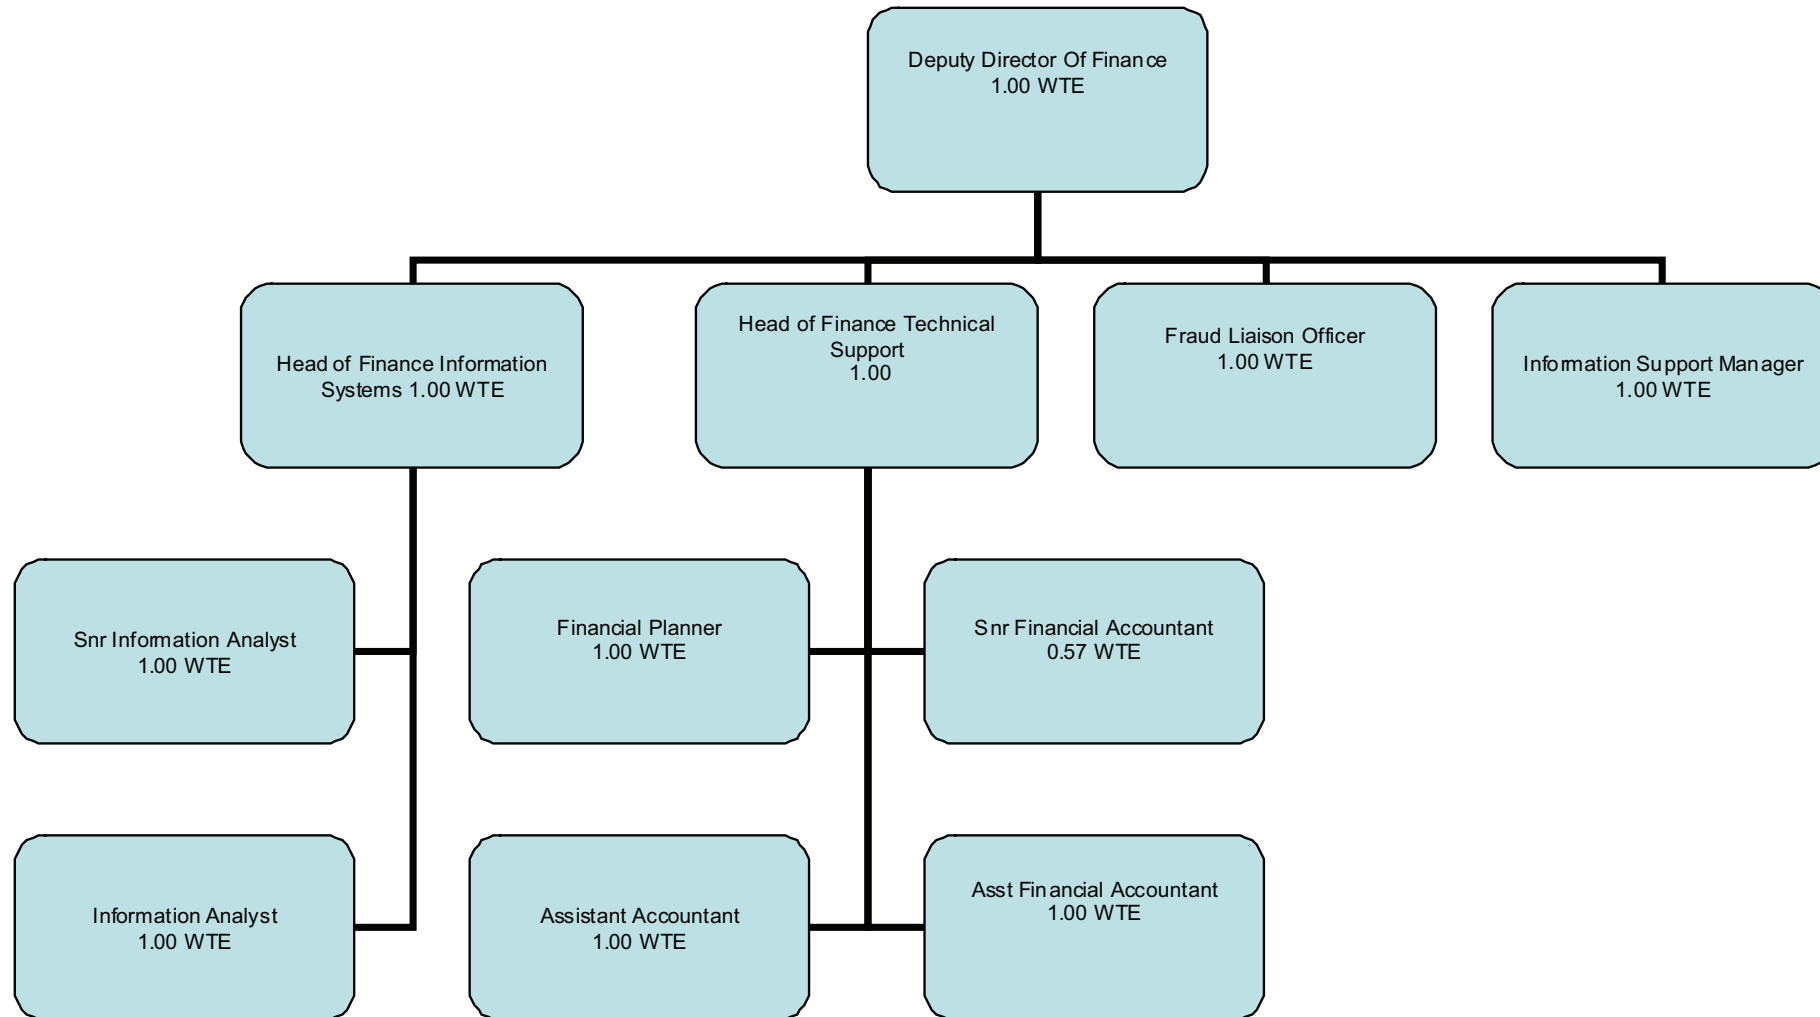 Deputy Director Of Finance
1.00 WTE
Head of Finance Information
Systems 1.00 WTE
Head of Finance Technical
Support
1.00
Fraud Liaison Officer
1.00 WTE
Information Support Manager
1.00 WTE
Snr Information Analyst
1.00 WTE
Financial Planner
1.00 WTE
Snr Financial Accountant
0.57 WTE
Information Analyst
1.00 WTE
Assistant Accountant
1.00 WTE
Asst Financial Accountant
1.00 WTE